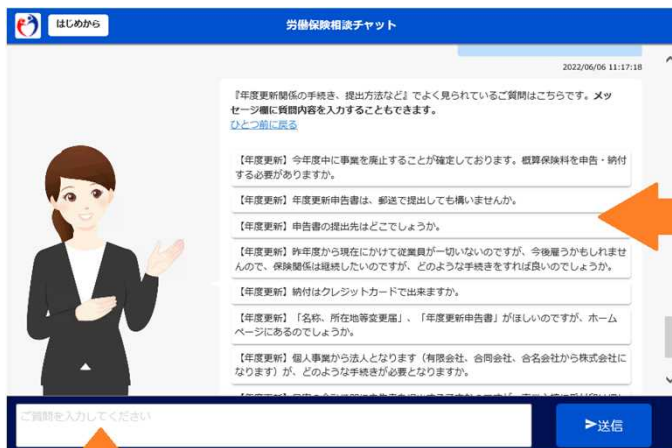 はじめから
労働保険相談チャット
2022/06/06 11:17:18
『年度更新関係の手続き、提出方法など』でよく見られているご質問はこちらです。メッ
セージ欄に質問内容を入力することもできます。
ひとつ前に戻る
【年度更新】今年度中に事業を廃止することが確定しております。概算保険料を申告・納付
する必要がありますか。
【年度更新】年度更新申告書は、郵送で提出しても構いませんか。
【年度更新】申告書の提出先はどこでしょうか。
【年度更新】昨年度から現在にかけて従業員が一切いないのですが、今後雇うかもしれませ
んので、保険関係は継続したいのですが、どのような手続きをすれば良いのでしょうか。
【年度更新】納付はクレジットカードで出来ますか。
【年度更新】「名称、所在地等変更届」、「年度更新申告書」がほしいのですが、ホーム
ページにあるのでしょうか。
【年度更新】個人事業から法人となります（有限会社、合同会社、合名会社から株式会社に
なります）が、どのような手続きが必要となりますか。
ご質問を入力してください
送信